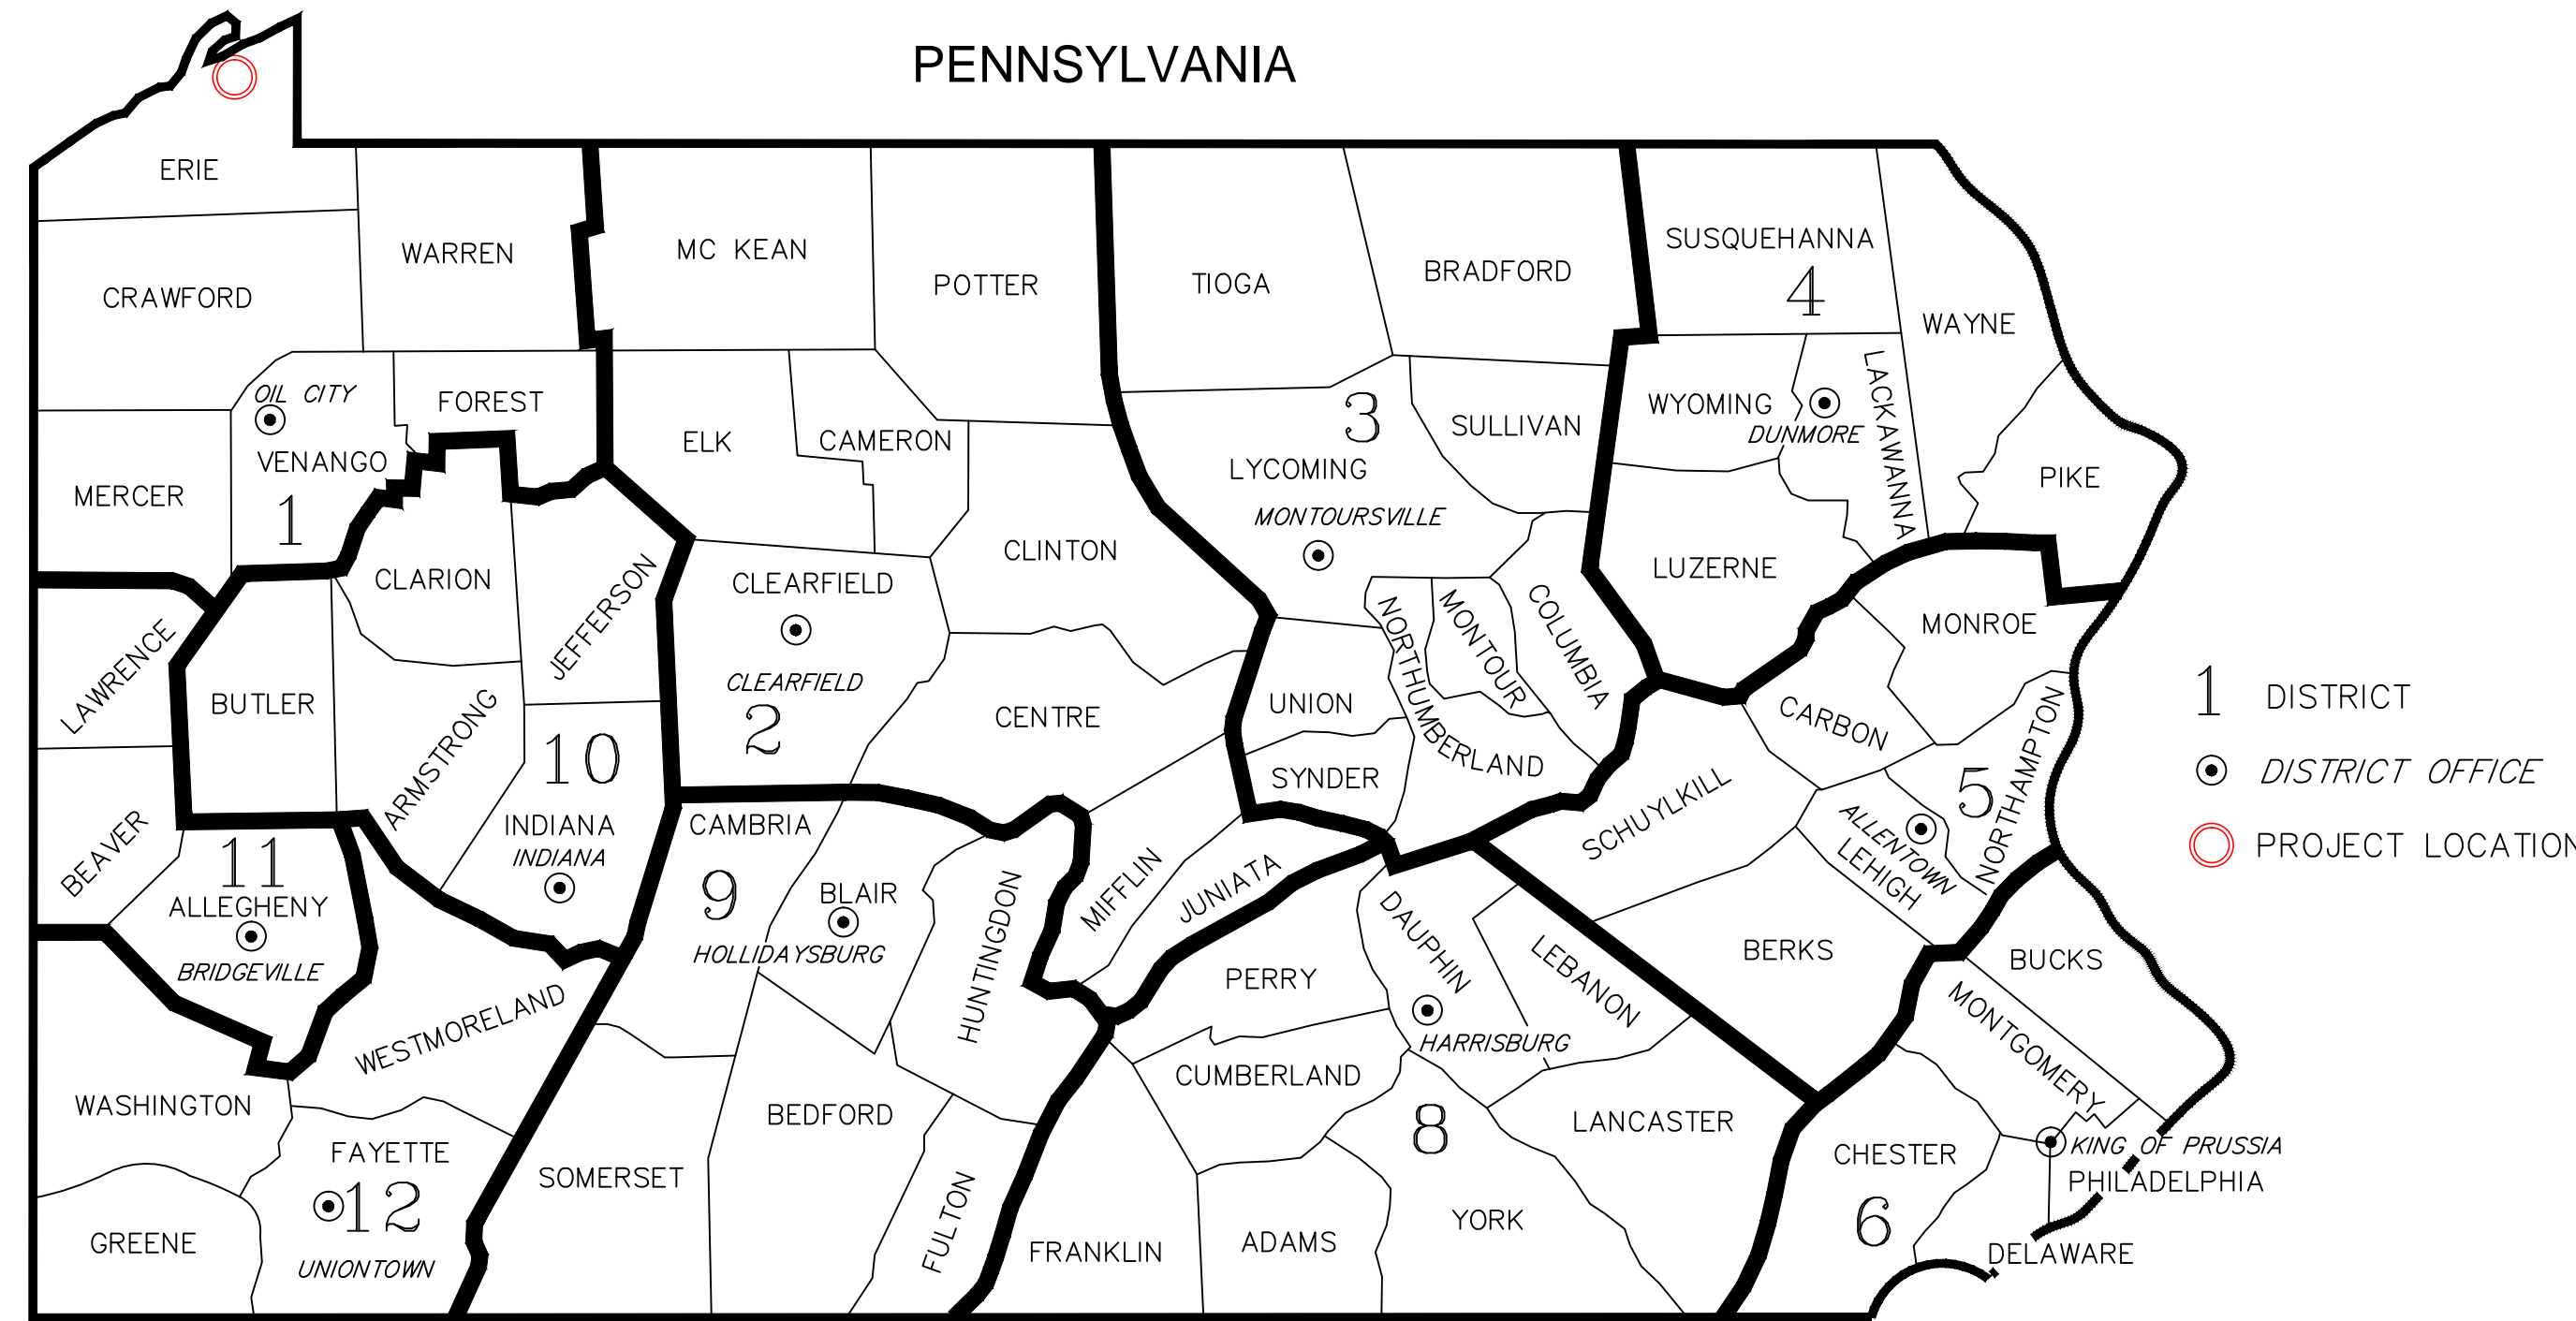 PENNSYLVANIA
ERIE
WARREN
MC KEAN
POTTER
TIOGA
BRADFORD
SUSQUEHANNA
4
WAYNE
CRAWFORD
OIL CITY
FOREST
ELK
CAMERON
3
SULLIVAN
WYOMING
DUNMORE
LACKAWANNA
PIKE
MERCER
VENANGO
1
LYCOMING
MONTOURSVILLE
CLARION
JEFFERSON
CLEARFIELD
CLEARFIELD
2
CLINTON
LUZERNE
COLUMBIA
MONTOUR
NORTHUMBERLAND
MONROE
LAWRENCE
BUTLER
ARMSTRONG
10
CENTRE
UNION
SYNDER
CARBON
NORTHAMPTON
5
1 DISTRICT
DISTRICT OFFICE
PROJECT LOCATION
BEAVER
11
ALLEGHENY
BRIDGEVILLE
INDIANA
INDIANA
CAMBRIA
9
BLAIR
HOLLIDAYSBURG
HUNTINGDON
MIFFLIN
JUNIATA
SCHUYLKILL
ALLENTOWN
LEHIGH
WESTMORELAND
PERRY
DAUPHIN
HARRISBURG
LEBANON
BERKS
BUCKS
MONTGOMERY
WASHINGTON
FAYETTE
12
UNIONTOWN
GREENE
SOMERSET
BEDFORD
FULTON
CUMBERLAND
8
LANCASTER
FRANKLIN
ADAMS
YORK
CHESTER
6
KING OF PRUSSIA
PHILADELPHIA
DELAWARE